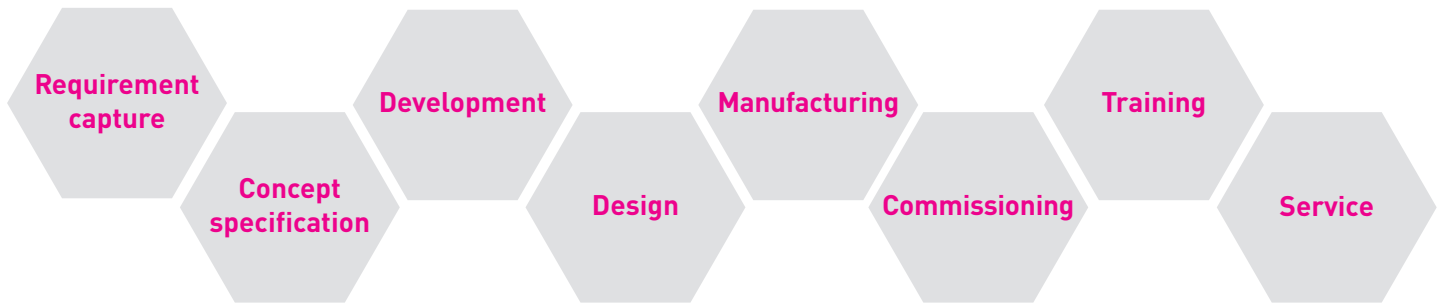 Requirement
capture
Concept
specification
Development
Design
Manufacturing
Commissioning
Training
Service